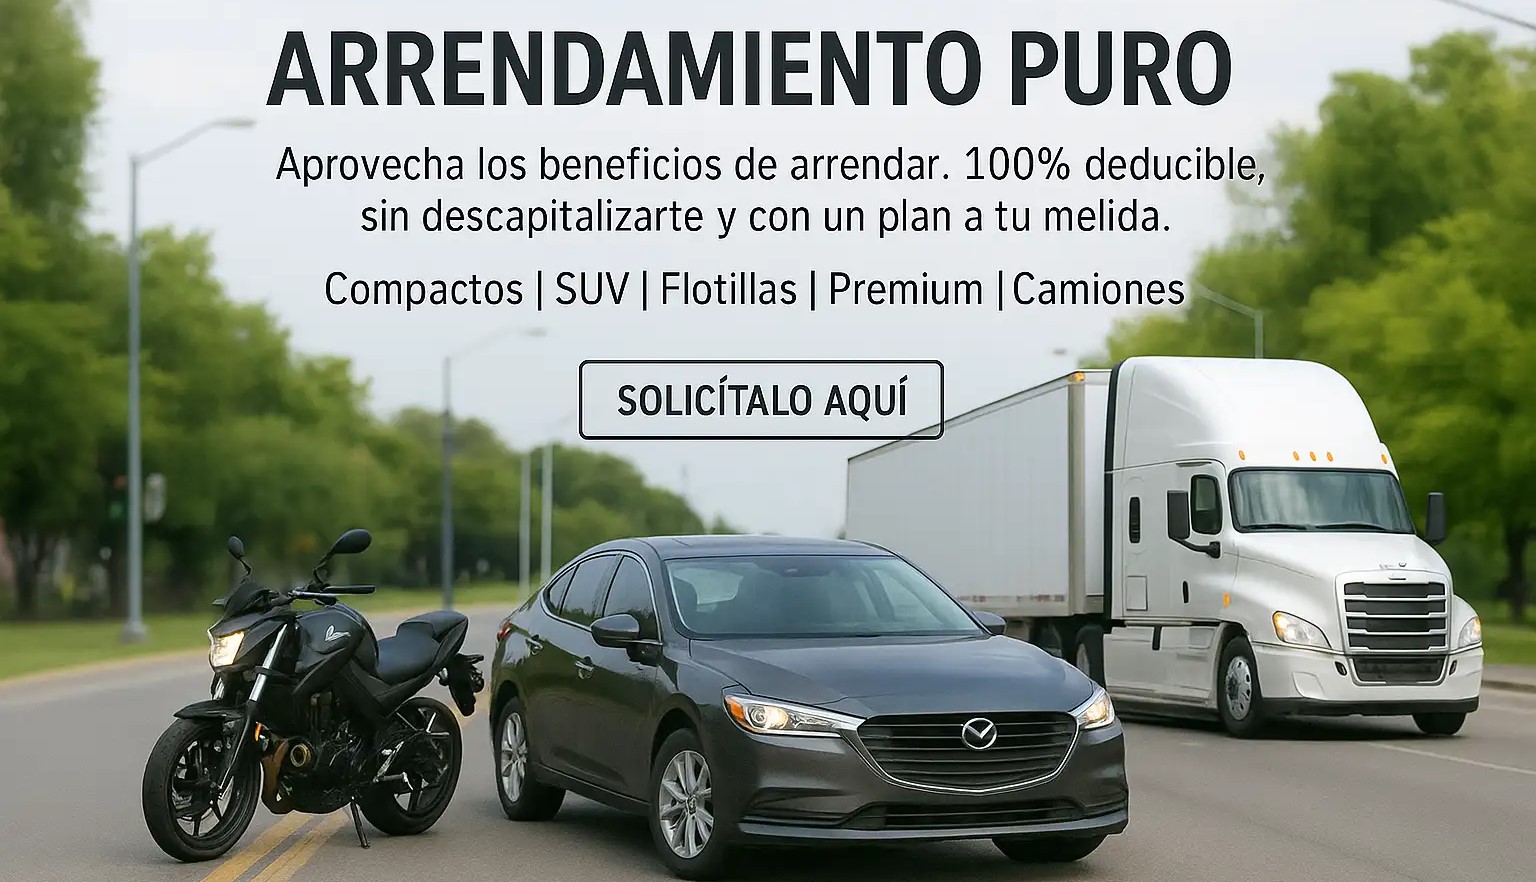 ARRENDAMIENTO PURO
Aprovecha los beneficios de arrendar. 100% deducible,
sin descapitalizarte y con un plan a tu melida.
Compactos | SUV | Flotillas | Premium | Camiones
SOLICÍTALO AQUÍ